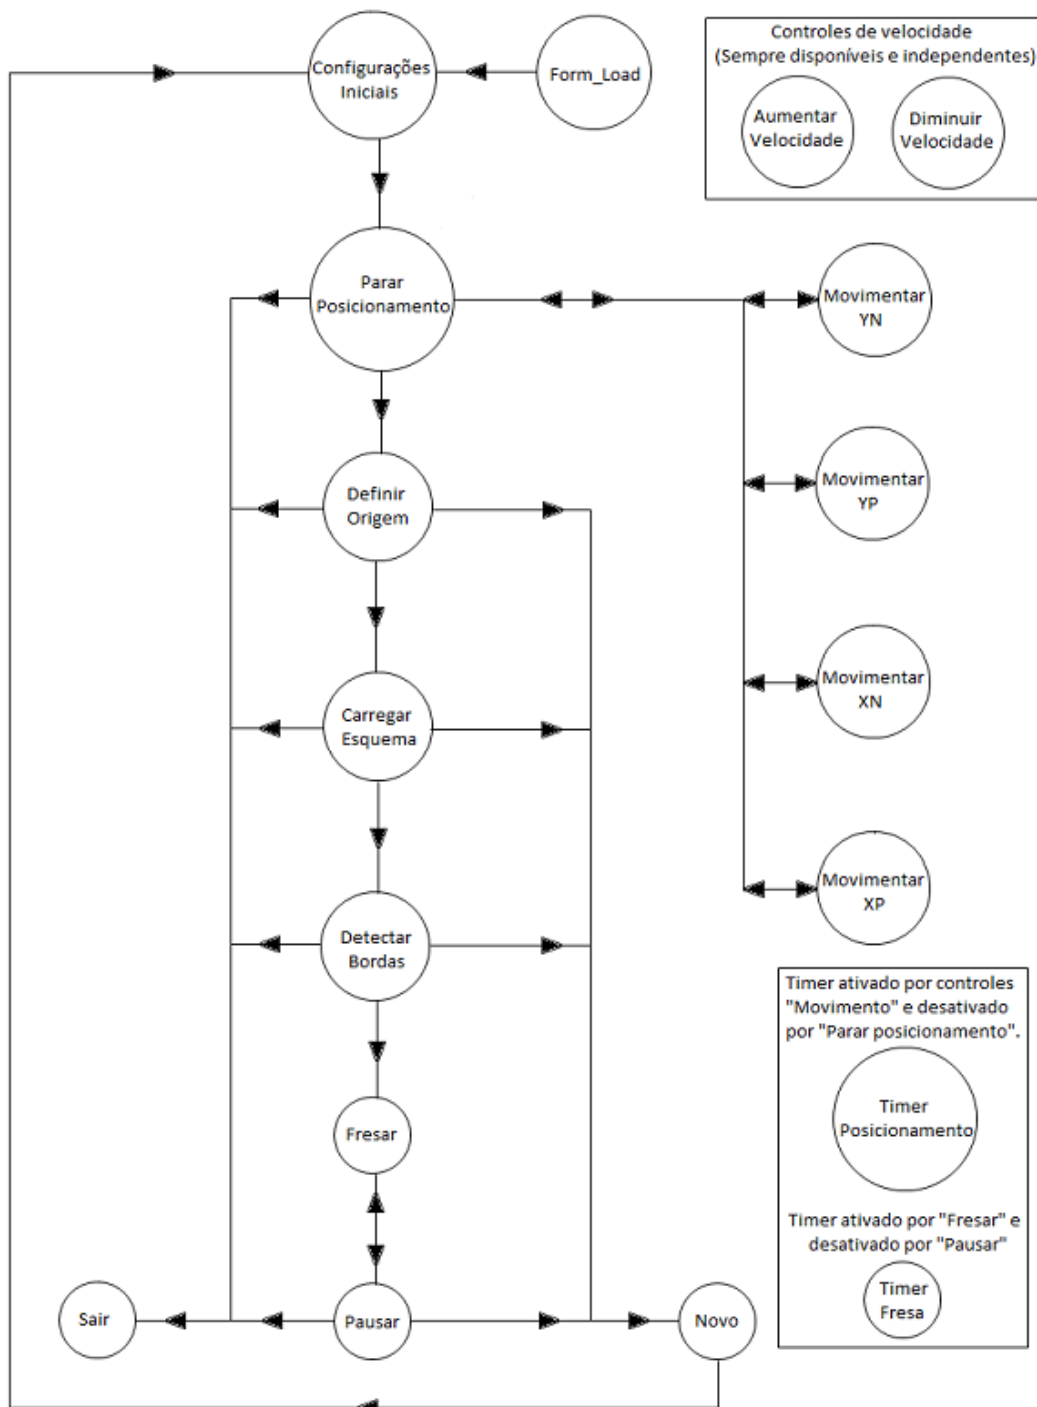 Controles de velocidade
(Sempre disponíveis e independentes)
Configurações
Iniciais
Form_Load
Aumentar
Velocidade
Diminuir
Velocidade
Parar
Posicionamento
Movimentar
YN
Definir
Origem
Movimentar
YP
Carregar
Esquema
Movimentar
XN
Movimentar
XP
Detectar
Bordas
Timer ativado por controles
"Movimento" e desativado
por "Parar posicionamento".
Timer
Posicionamento
Fresar
Timer ativado por "Fresar" e
desativado por "Pausar"
Timer
Fresa
Sair
Pausar
Novo